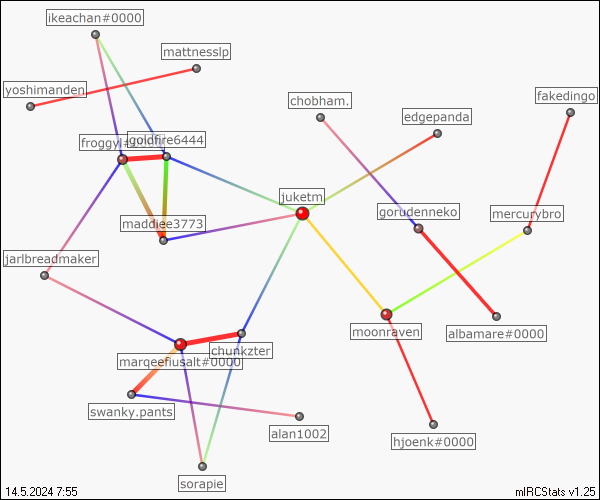 ikeachan#0000
mattnesslp
yoshimanden
fakedingo
chobham.
edgepanda
goldfire6444
juketm
gorudenneko
mercurybro
maddiee3773
jarlbreadmaker
moonraven
albamare#0000
chunkzter
marqeefiusalt#0000
swanky.pants
alan1002
hjoenk#0000
sorapie
14.5.2024 7:55
mIRCStats v1.25